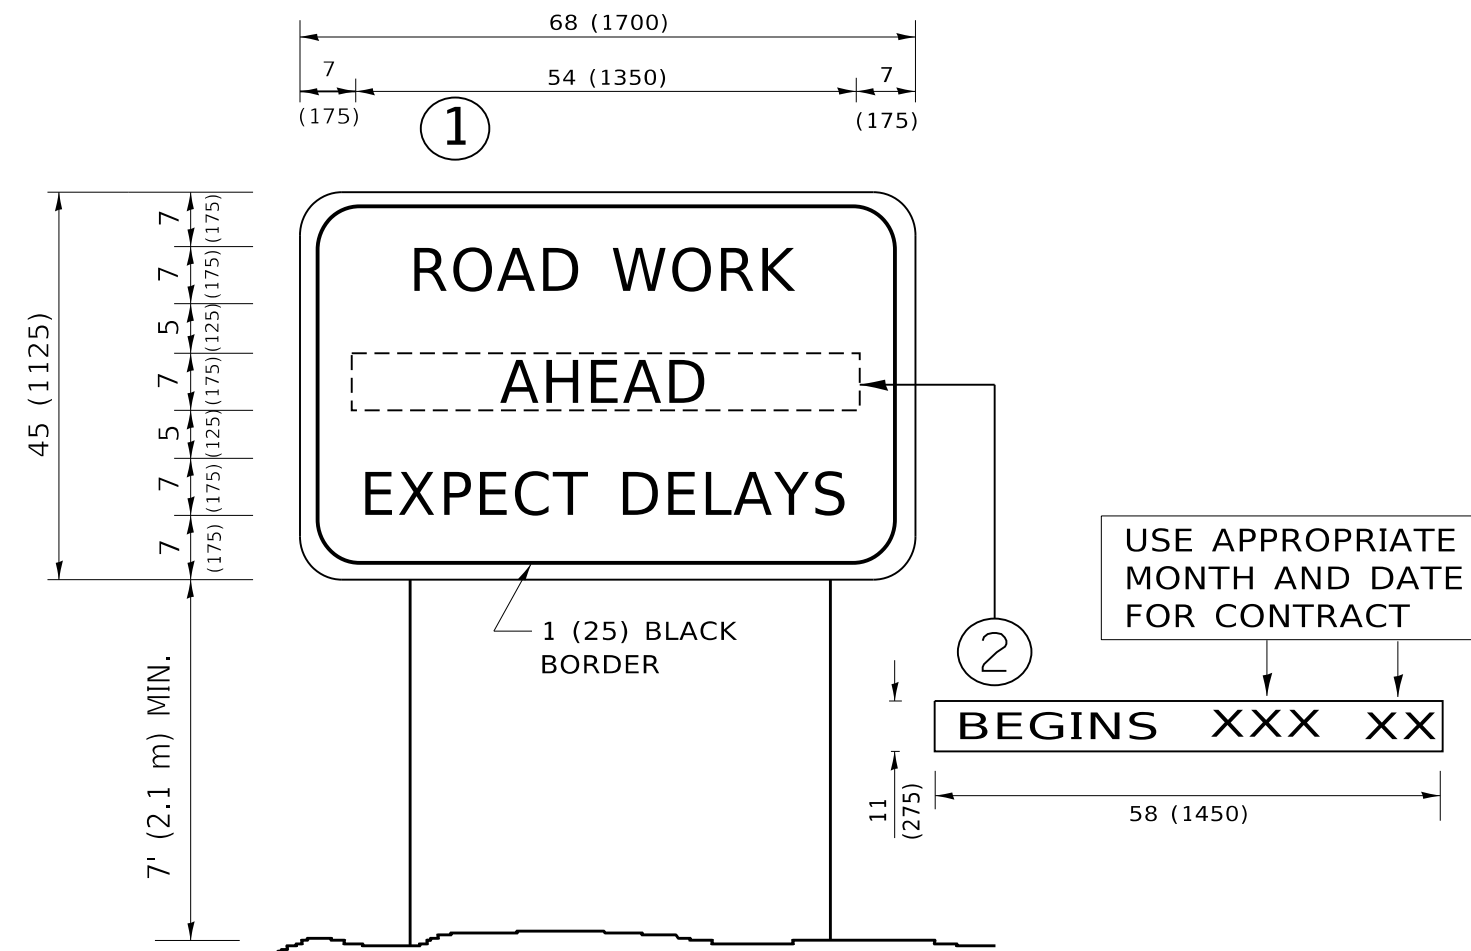 68 (1700)
7
54 (1350)
7
(175)
(175)
1
7
(175)
7
(175)
5
(125)
7
(175)
5
(125)
7
(175)
7
(175)
45 (1125)
ROAD WORK
AHEAD
EXPECT DELAYS
1 (25) BLACK
BORDER
7' (2.1 m) MIN.
2
USE APPROPRIATE
MONTH AND DATE
FOR CONTRACT
BEGINS XXX XX
11
(275)
58 (1450)